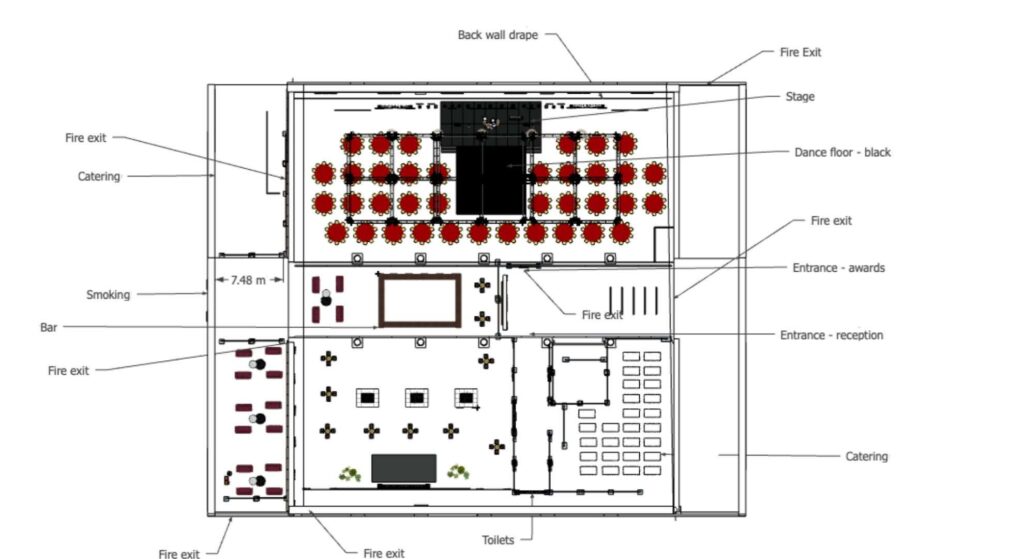 Back wall drape
Fire Exit
Stage
Fire exit
Dance floor - black
Catering
Fire exit
Entrance - awards
7.48 m
Smoking
Fire exit
Bar
Entrance - reception
Fire exit
Catering
Toilets
Fire exit
Fire exit